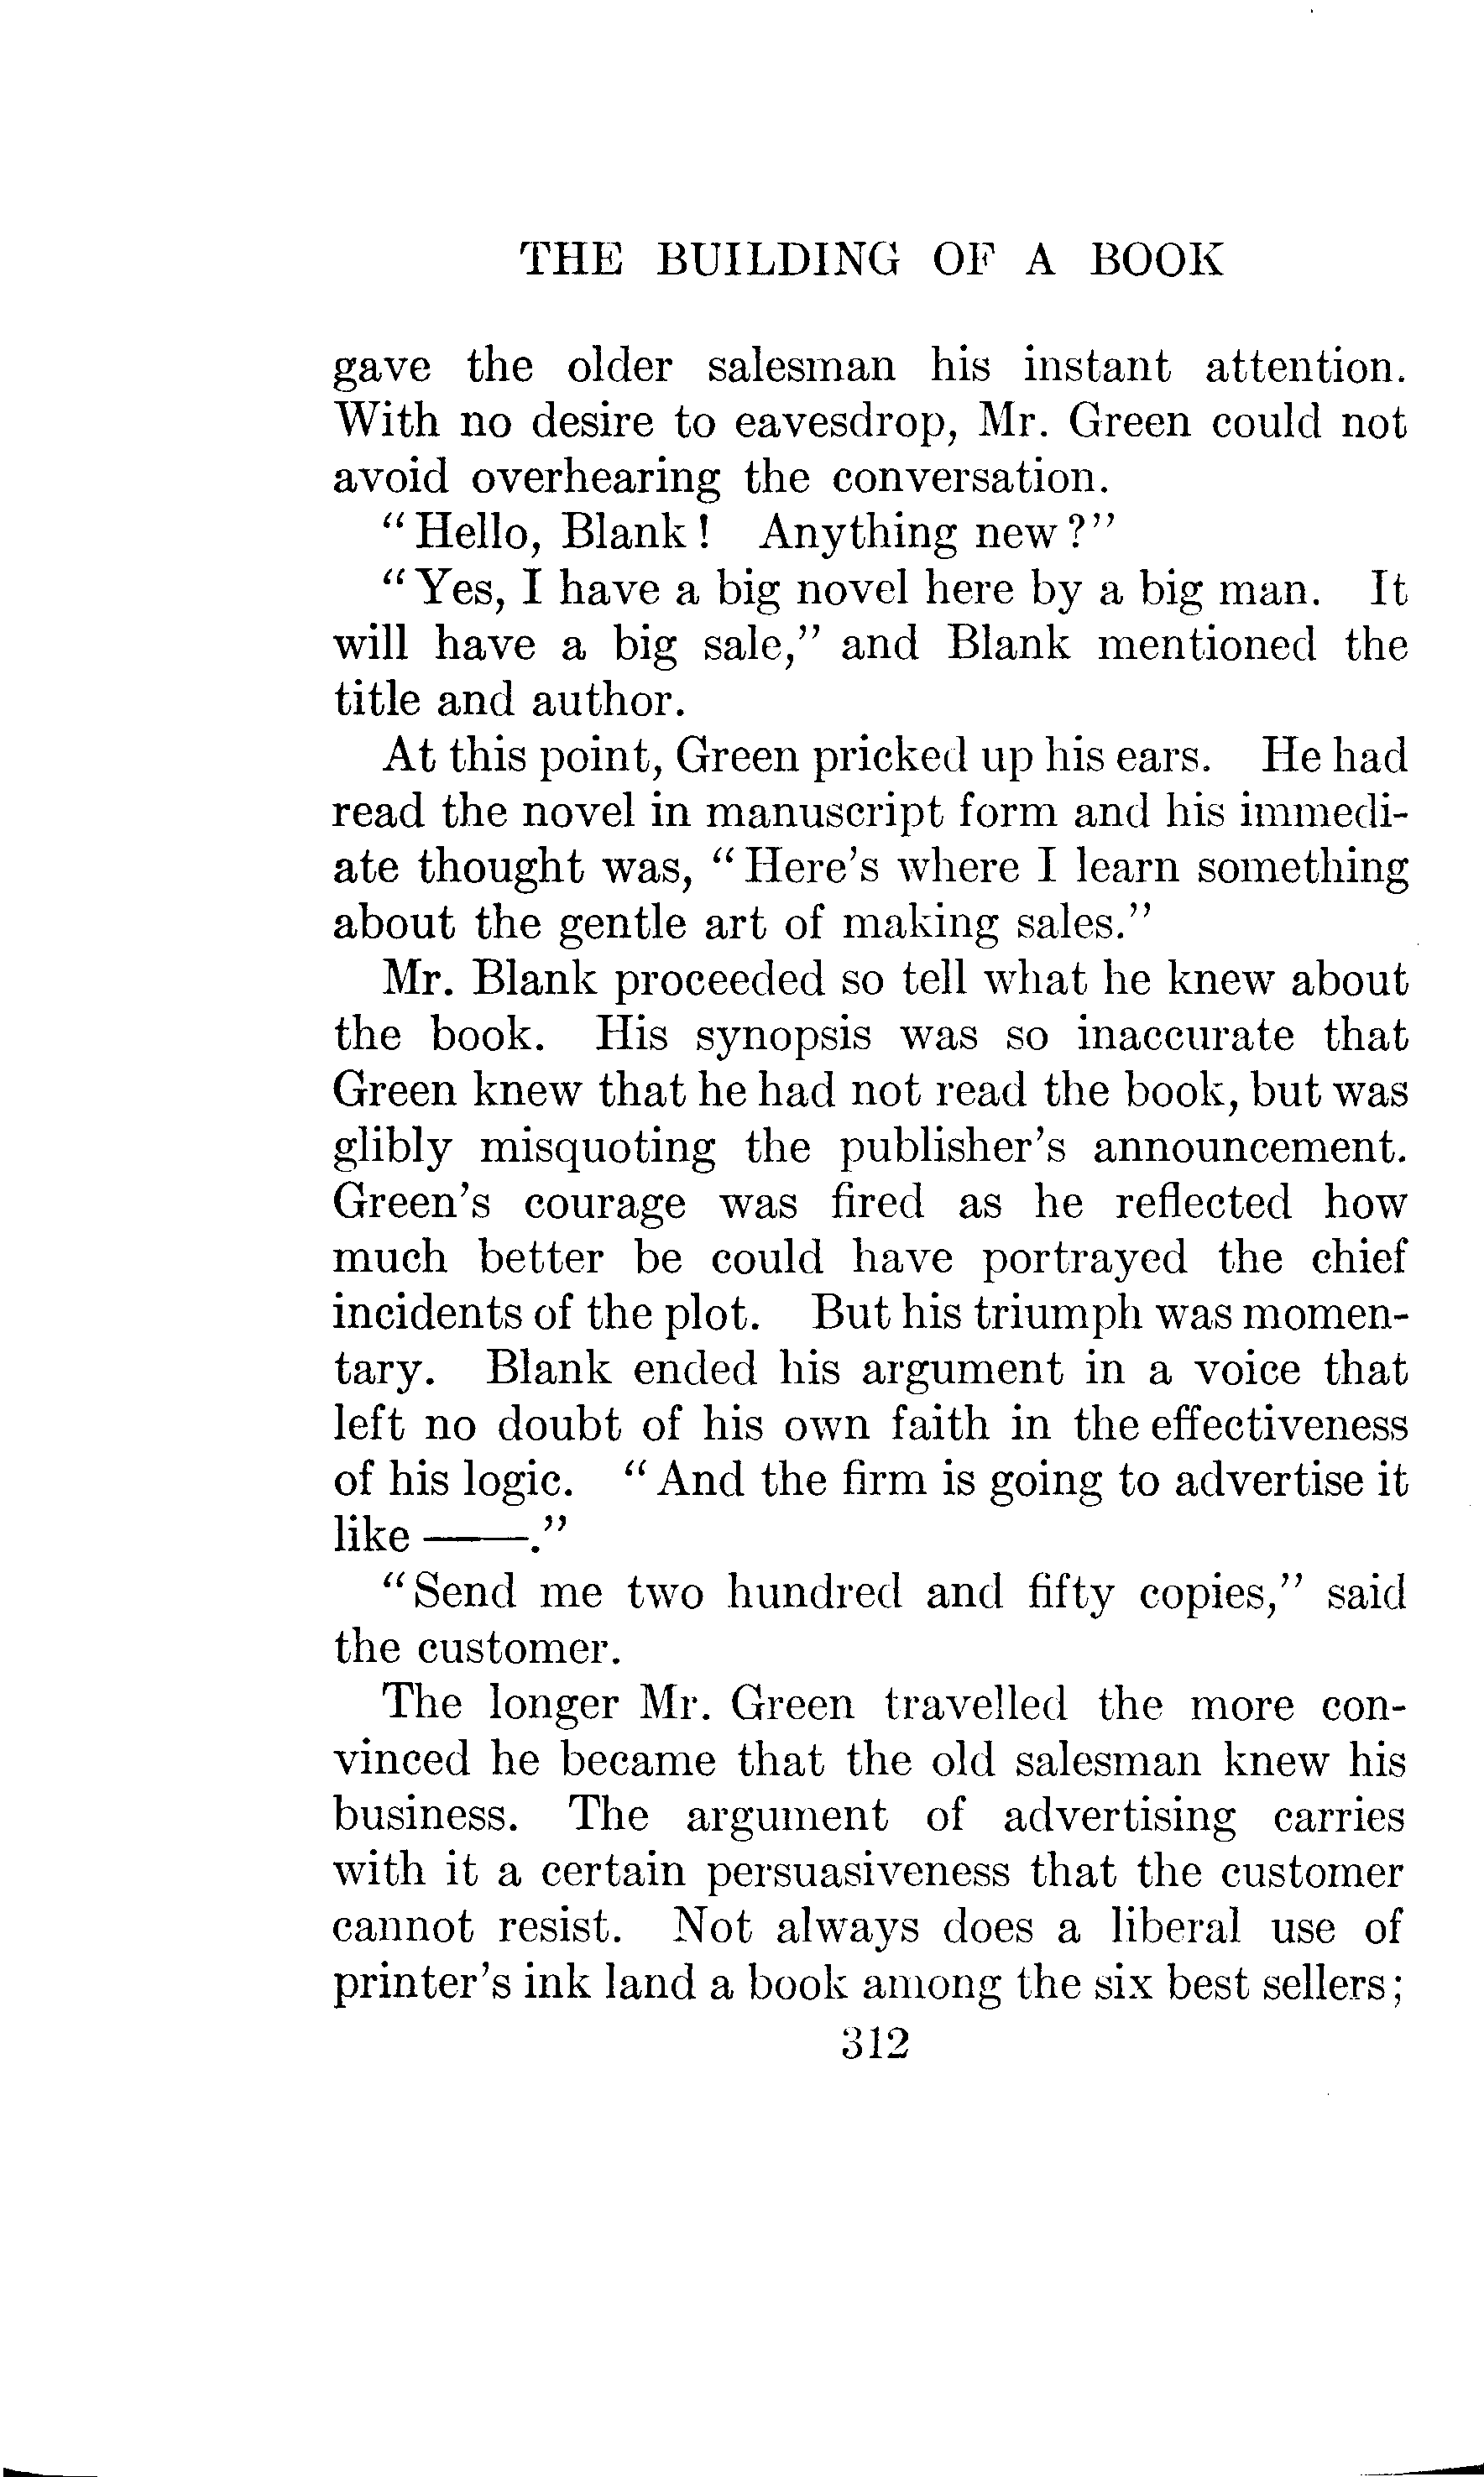 THE BUILDING OF A BOOK
gave the older salesman his instant attention.
With no desire to eavesdrop, Mr. Green could not
avoid overhearing the conversation.
"Hello, Blank! Anything new?"
"Yes, I have a big novel here by a big man. It
will have a big sale," and Blank mentioned the
title and author.
At this point, Green pricked up his ears. He had
read the novel in manuscript form and his immedi-
ate thought was, "Here's where I learn something
about the gentle art of making sales."
Mr. Blank proceeded so tell what he knew about
the book. His synopsis was so inaccurate that
Green knew that he had not read the book, but was
glibly misquoting the publisher's announcement.
Green's courage was fired as he reflected how
much better be could have portrayed the chief
incidents of the plot. But his triumph was momen-
tary. Blank ended his argument in a voice that
left no doubt of his own faith in the effectiveness
of his logic. "And the firm is going to advertise it
like ——."
"Send me two hundred and fifty copies," said
the customer.
The longer Mr. Green travelled the more con-
vinced he became that the old salesman knew his
business. The argument of advertising carries
with it a certain persuasiveness that the customer
cannot resist. Not always does a liberal use of
printer's ink land a book among the six best sellers;
312